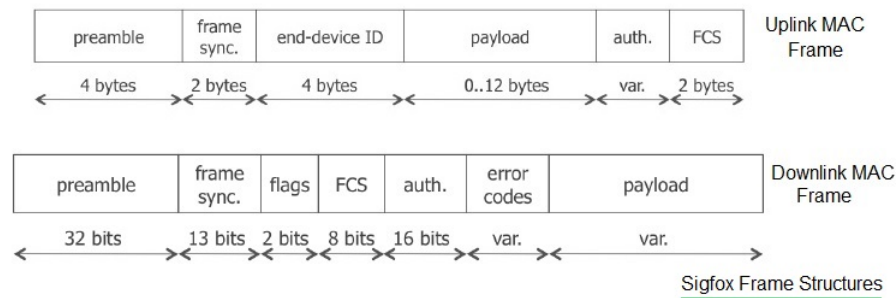 preamble frame sync. end-device ID payload auth. FCS Uplink MAC Frame
4 bytes 2 bytes 4 bytes 0..12 bytes var. 2 bytes
preamble frame sync. flags FCS auth. error codes payload Downlink MAC Frame
32 bits 13 bits 2 bits 8 bits 16 bits var. var.
Sigfox Frame Structures